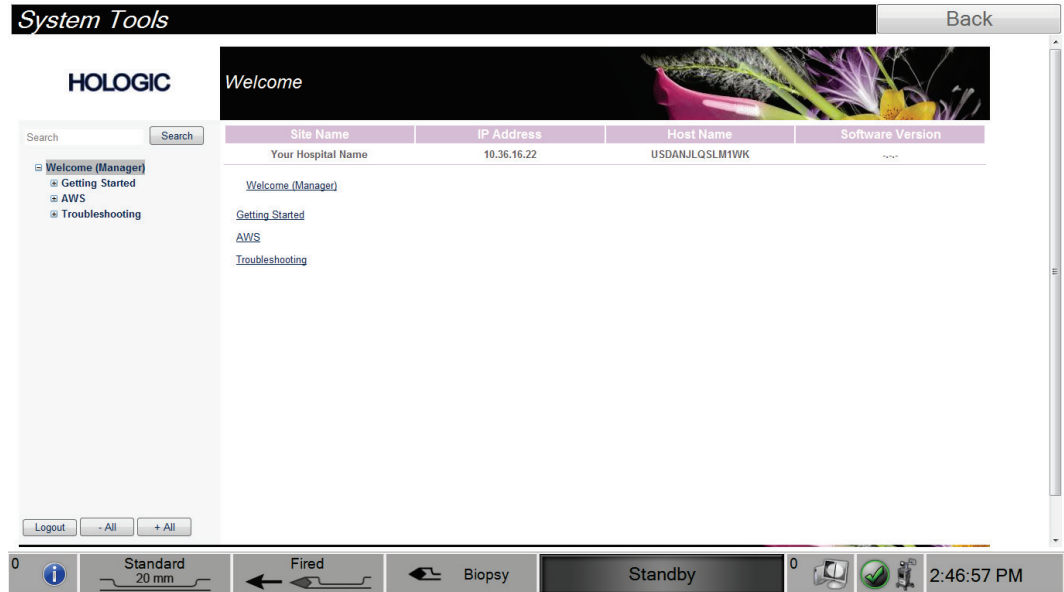 System Tools
Back
HOLOGIC
Welcome
Search
Search
Site Name
IP Address
Host Name
Software Version
Your Hospital Name
10.36.16.22
USDANJLQSLM1WK
-.-.-
Welcome (Manager)
Getting Started
AWS
Troubleshooting
Welcome (Manager)
Getting Started
AWS
Troubleshooting
Logout
- All
+ All
0
Standard
20 mm
Fired
Biopsy
Standby
0
2:46:57 PM